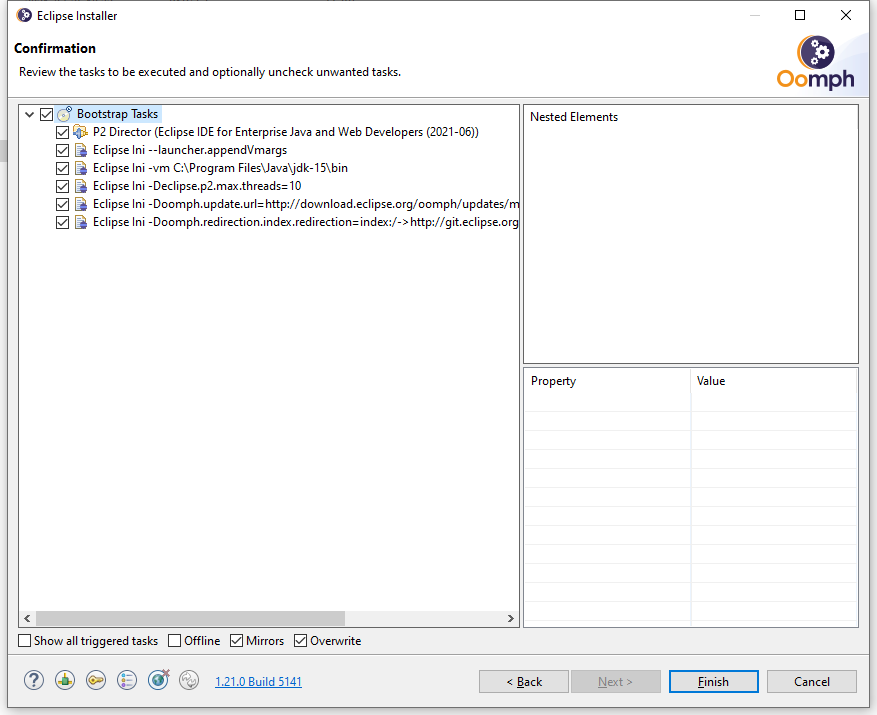 Eclipse Installer
Confirmation
Review the tasks to be executed and optionally uncheck unwanted tasks.
Oomph
Bootstrap Tasks
P2 Director (Eclipse IDE for Enterprise Java and Web Developers (2021-06))
Eclipse Ini --launcher.appendVmargs
Eclipse Ini -vm C:\Program Files\Java\jdk-15\bin
Eclipse Ini -Declipse.p2.max.threads=10
Eclipse Ini -Doomph.update.url=http://download.eclipse.org/oomph/updates/m
Eclipse Ini -Doomph.redirection.index.redirection=index:/->http://git.eclipse.org
Nested Elements
Property Value
Show all triggered tasks Offline Mirrors Overwrite
? 1.21.0 Build 5141 < Back Next > Finish Cancel